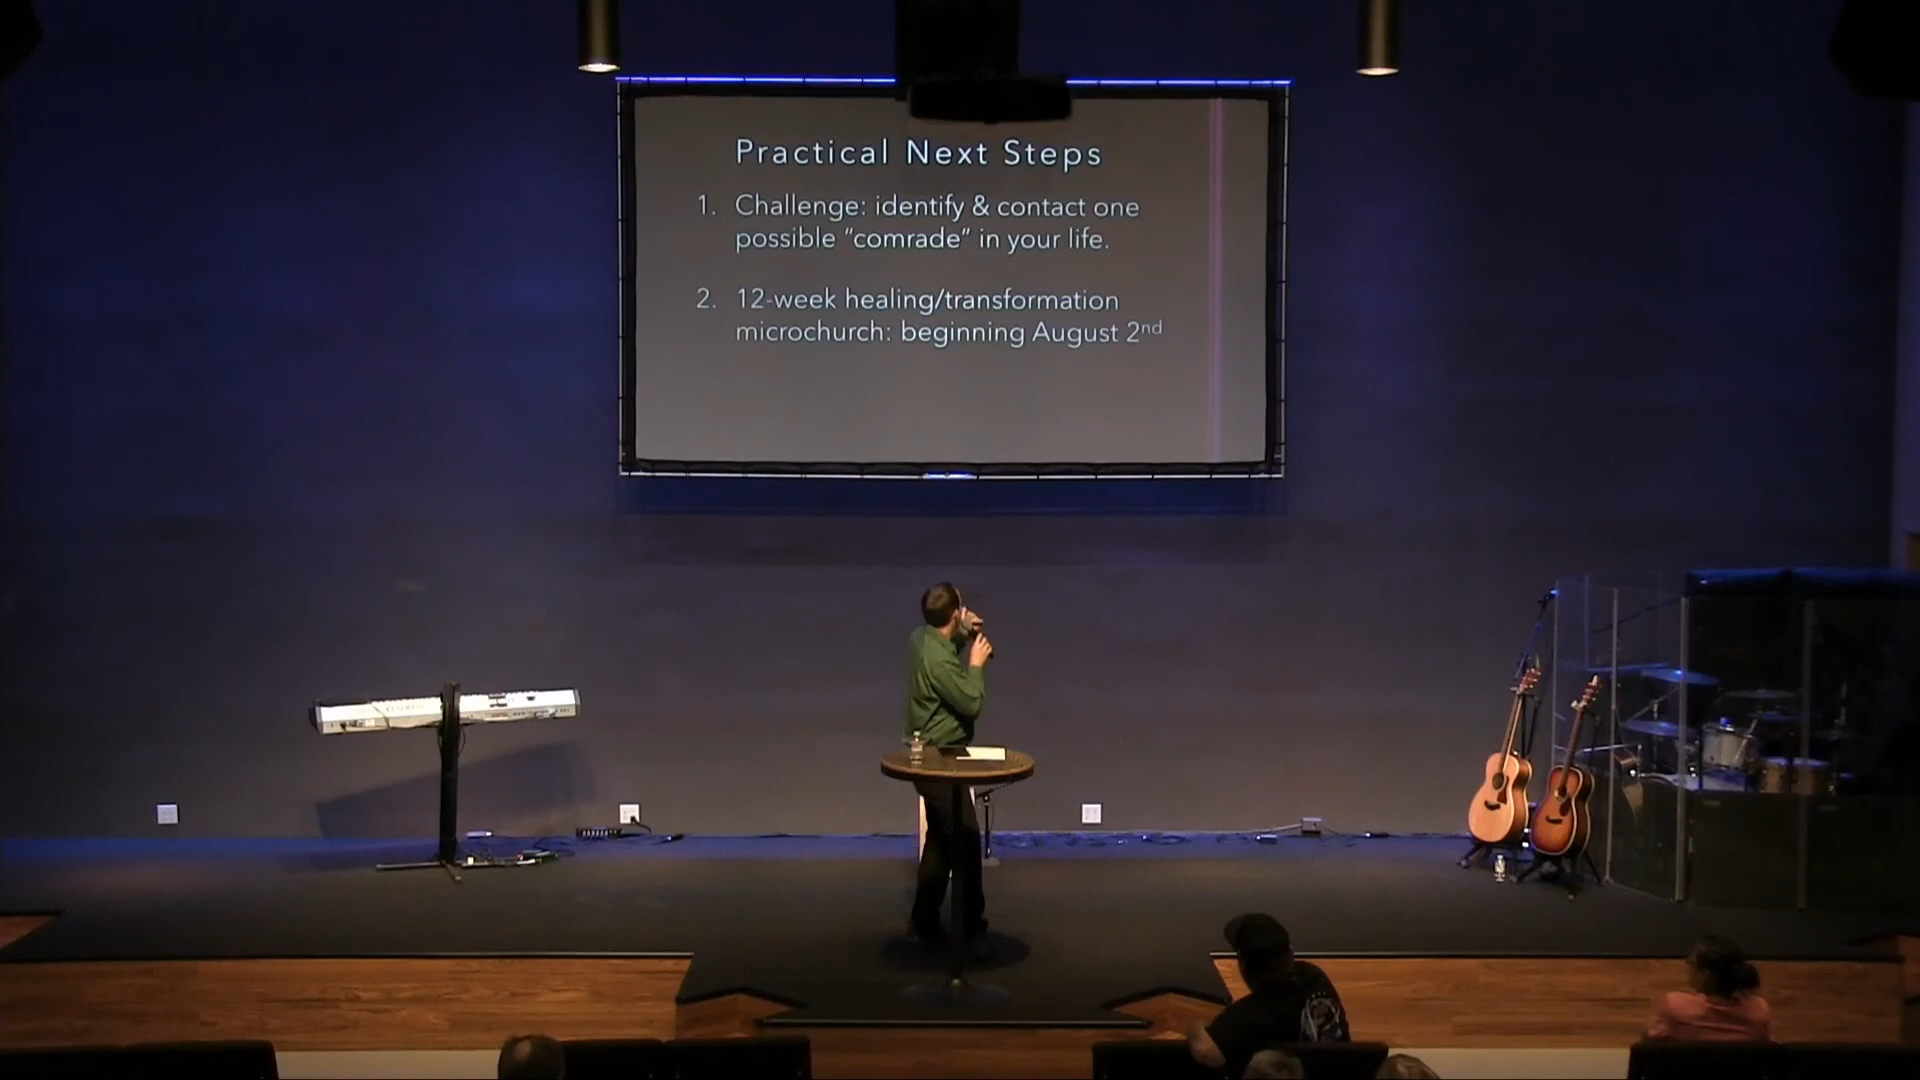 Practical Next Steps
1. Challenge: identify & contact one
possible “comrade” in your life.
2. 12-week healing/transformation
microchurch: beginning August 2nd